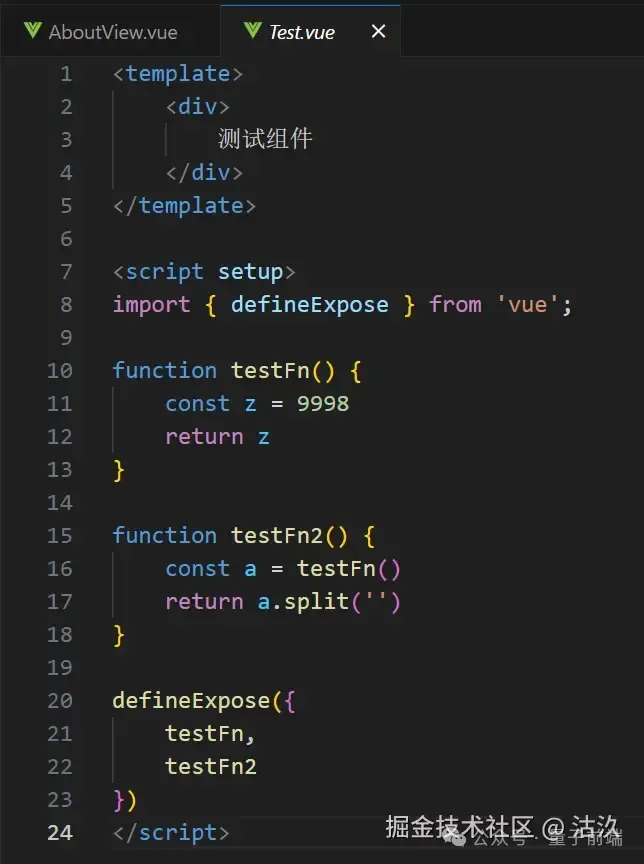 AboutView.vue Test.vue ×
1 <template>
2 <div>
3 测试组件
4 </div>
5 </template>
6
7 <script setup>
8 import { defineExpose } from 'vue';
9
10 function testFn() {
11 const z = 9998
12 return z
13 }
14
15 function testFn2() {
16 const a = testFn()
17 return a.split('')
18 }
19
20 defineExpose({
21 testFn,
22 testFn2
23 })
24 </script>
掘金技术社区 @ 沽汣
公众号 · 量子前端